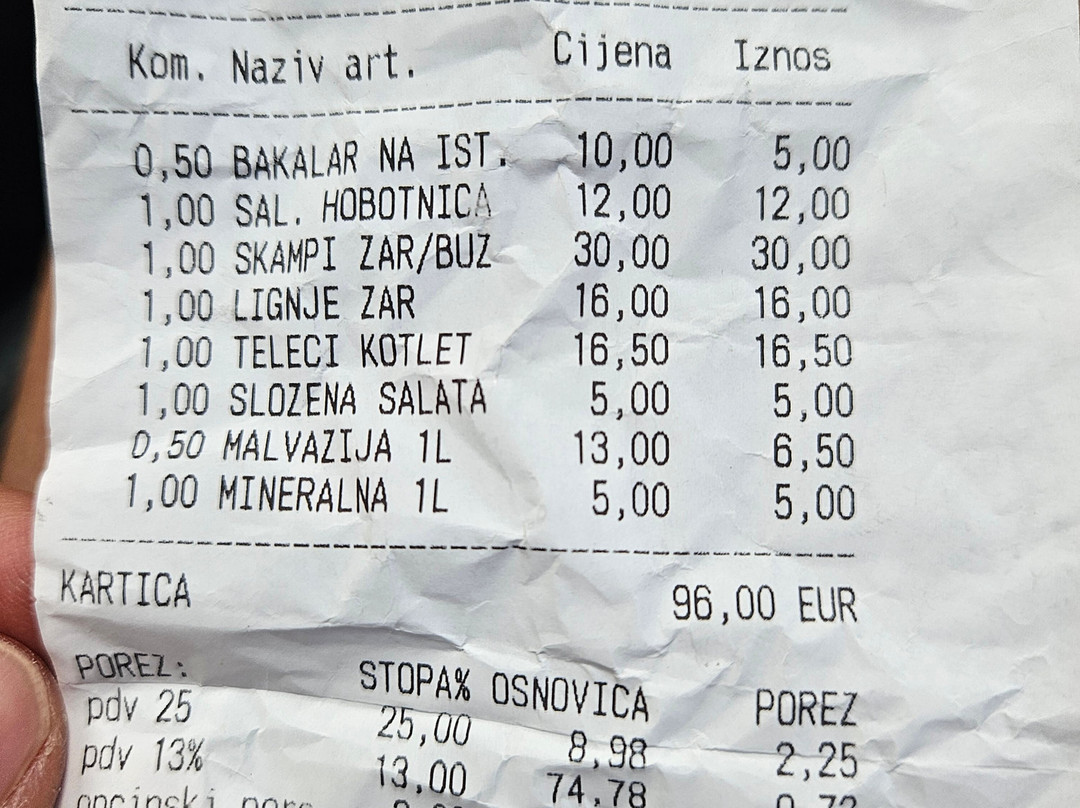 Kom. Naziv art. Cijena Iznos
0,50 BAKALAR NA IST. 10,00 5,00
1,00 SAL. HOBOTNICA 12,00 12,00
1,00 SKAMPI ZAR/BUZ 30,00 30,00
1,00 LIGNJE ZAR 16,00 16,00
1,00 TELECI KOTLET 16,50 16,50
1,00 SLOZENA SALATA 5,00 5,00
0,50 MALVAZIJA 1L 13,00 6,50
1,00 MINERALNA 1L 5,00 5,00
KARTICA 96,00 EUR
POREZ: STOPA% OSNOVICA POREZ
pdv 25 25,00 8,98 2,25
pdv 13% 13,00 74,78